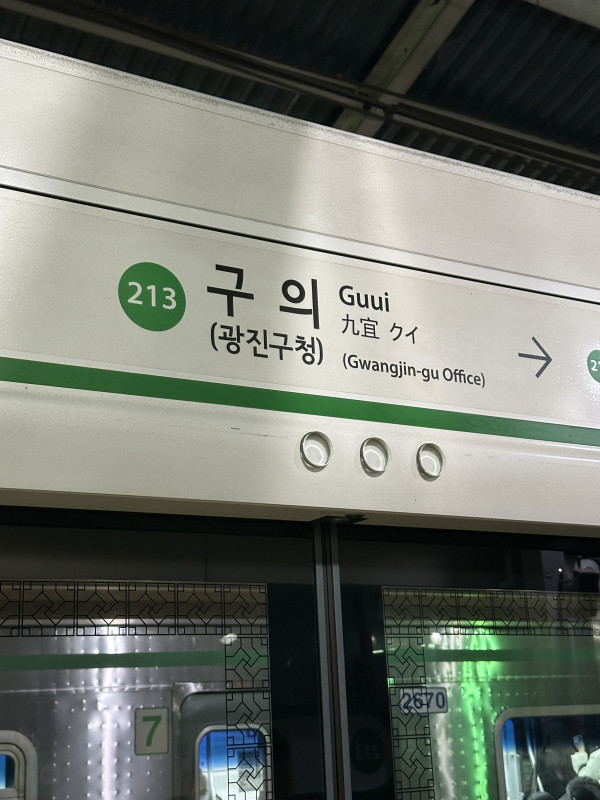 213
구의
(광진구청)
Guui
九宜 クイ
(Gwangjin-gu Office)
→
7
2670